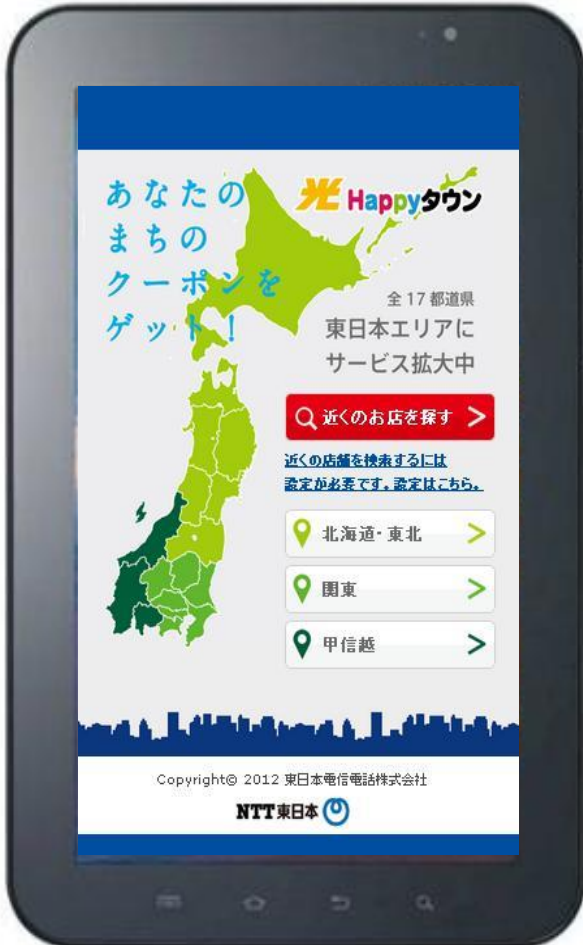 あなたの
まちの
クーポンを
ゲット！
光 Happyタウン
全 17 都道県
東日本エリアに
サービス拡大中
近くのお店を探す
近くの店舗を検索するには
設定が必要です。設定はこちら。
北海道・東北
関東
甲信越
Copyright© 2012 東日本電信電話株式会社
NTT東日本